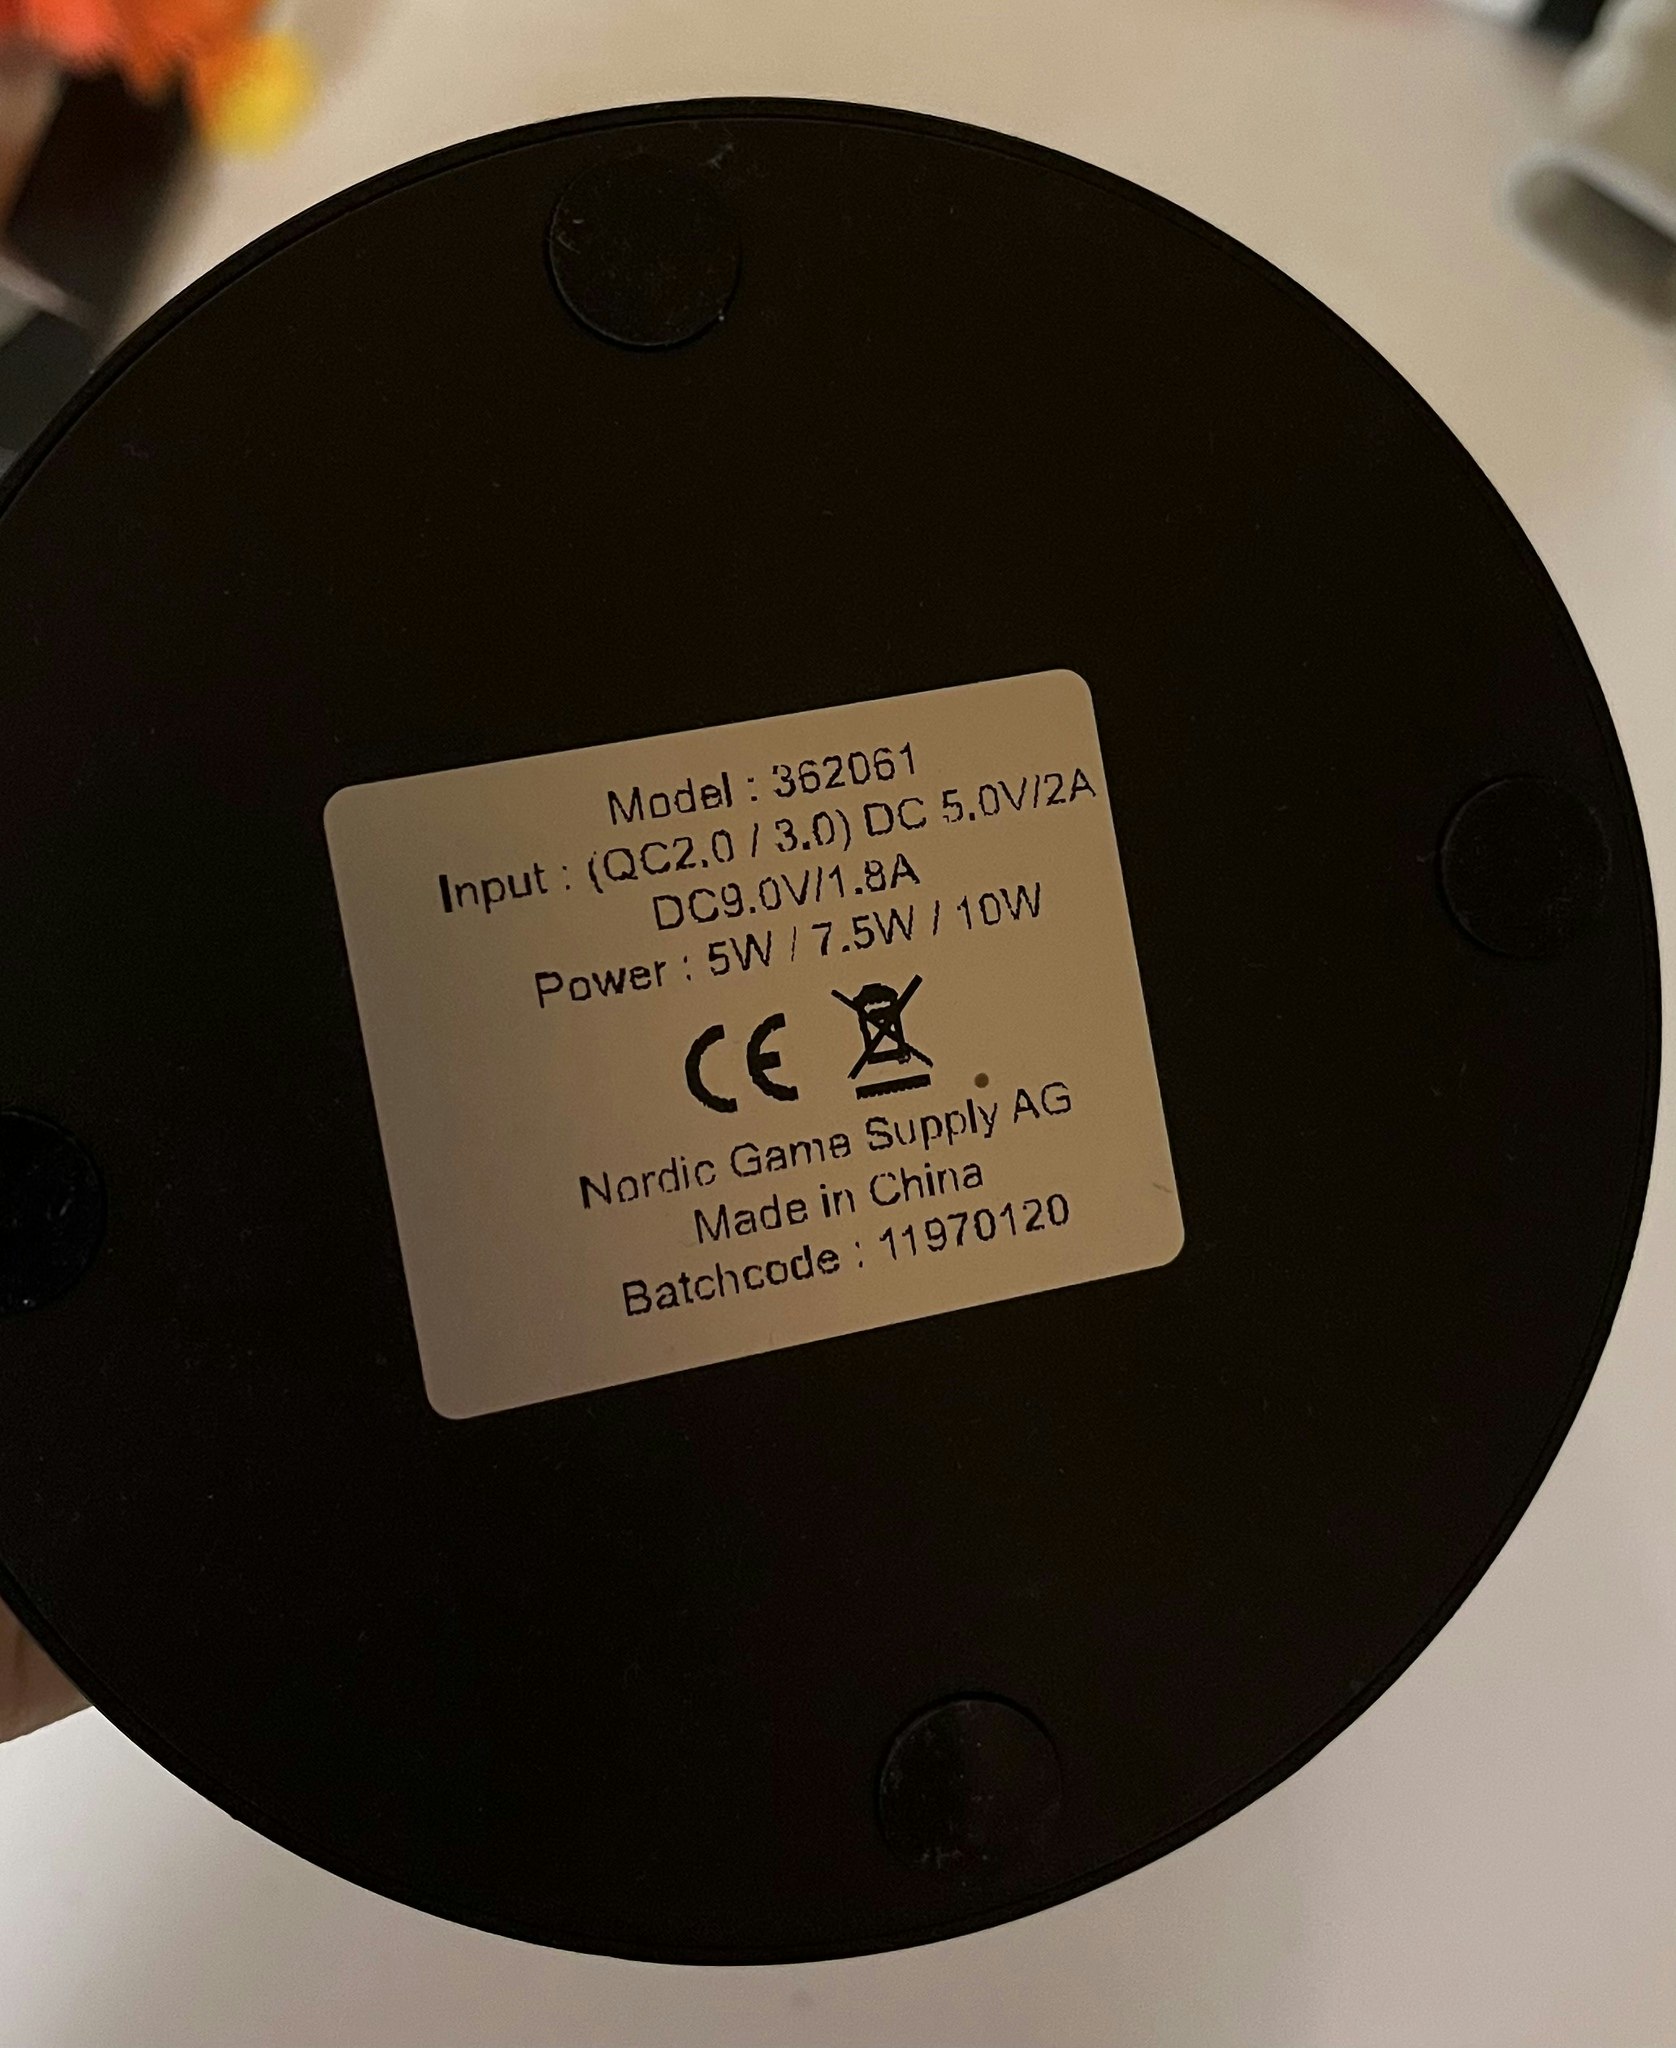 Model : 362061
Input : (QC2.0 / 3.0) DC 5.0V/2A
DC9.0V/1.8A
Power : 5W / 7.5W / 10W
CE
Nordic Game Supply AG
Made in China
Batchcode : 11970120